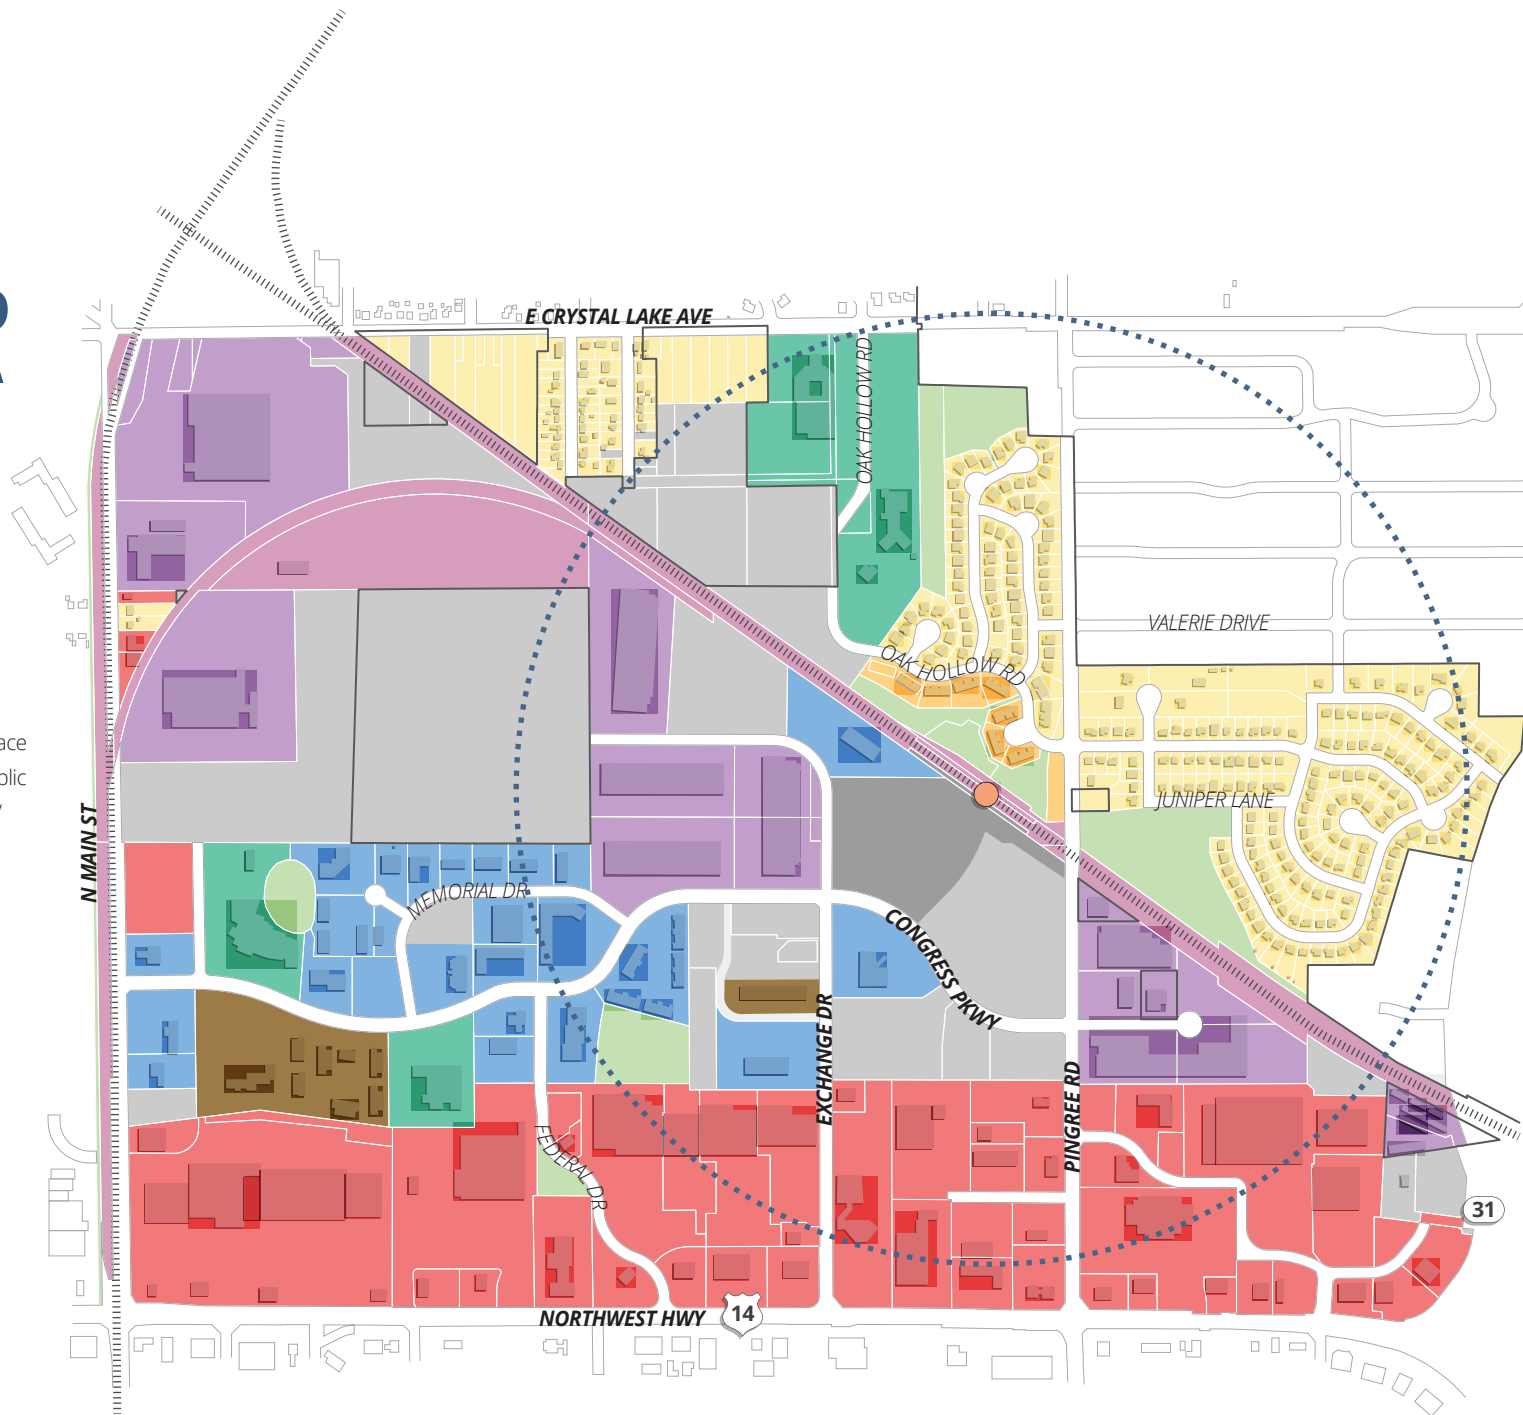 E CRYSTAL LAKE AVE
OAK HOLLOW RD
VALERIE DRIVE
OAK HOLLOW RD
JUNIPER LANE
N MAIN ST
MEMORIAL DR
CONGRESS PKWY
EXCHANGE DR
PINGREE RD
FEDERAL DR
31
NORTHWEST HWY
14